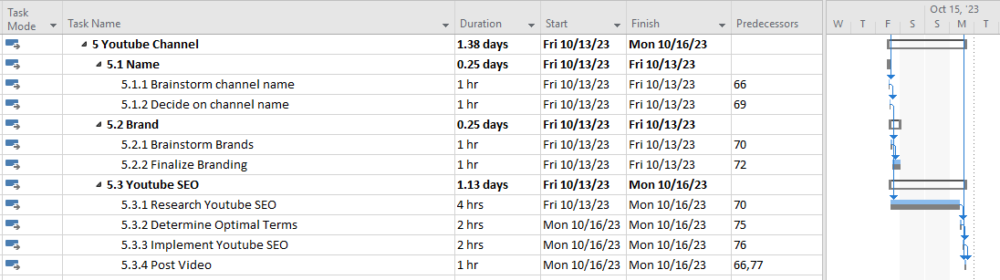 Task Mode Task Name Duration Start Finish Predecessors Oct 15, '23
W T F S S M T
5 Youtube Channel 1.38 days Fri 10/13/23 Mon 10/16/23
5.1 Name 0.25 days Fri 10/13/23 Fri 10/13/23
5.1.1 Brainstorm channel name 1 hr Fri 10/13/23 Fri 10/13/23 66
5.1.2 Decide on channel name 1 hr Fri 10/13/23 Fri 10/13/23 69
5.2 Brand 0.25 days Fri 10/13/23 Fri 10/13/23
5.2.1 Brainstorm Brands 1 hr Fri 10/13/23 Fri 10/13/23 70
5.2.2 Finalize Branding 1 hr Fri 10/13/23 Fri 10/13/23 72
5.3 Youtube SEO 1.13 days Fri 10/13/23 Mon 10/16/23
5.3.1 Research Youtube SEO 4 hrs Fri 10/13/23 Mon 10/16/23 70
5.3.2 Determine Optimal Terms 2 hrs Mon 10/16/23 Mon 10/16/23 75
5.3.3 Implement Youtube SEO 2 hrs Mon 10/16/23 Mon 10/16/23 76
5.3.4 Post Video 1 hr Mon 10/16/23 Mon 10/16/23 66,77